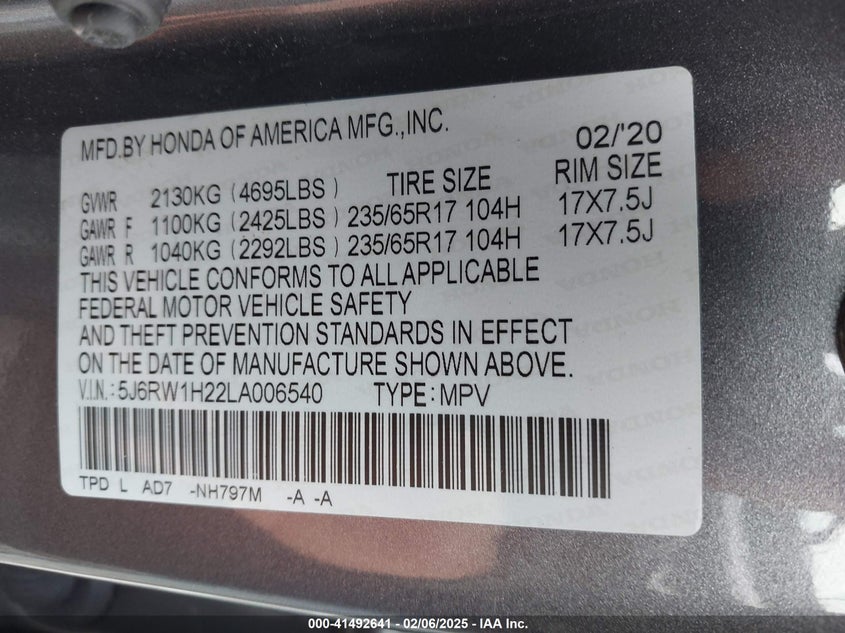 MFD.BY HONDA OF AMERICA MFG.,INC. 02/'20
GVWR 2130KG (4695LBS) TIRE SIZE RIM SIZE
GAWR F 1100KG (2425LBS) 235/65R17 104H 17X7.5J
GAWR R 1040KG (2292LBS) 235/65R17 104H 17X7.5J
THIS VEHICLE CONFORMS TO ALL APPLICABLE
FEDERAL MOTOR VEHICLE SAFETY
AND THEFT PREVENTION STANDARDS IN EFFECT
ON THE DATE OF MANUFACTURE SHOWN ABOVE.
V.I.N.:5J6RW1H22LA006540 TYPE:MPV
TPD L AD7 -NH797M -A -A
000-41492641 - 02/06/2025 - IAA Inc.